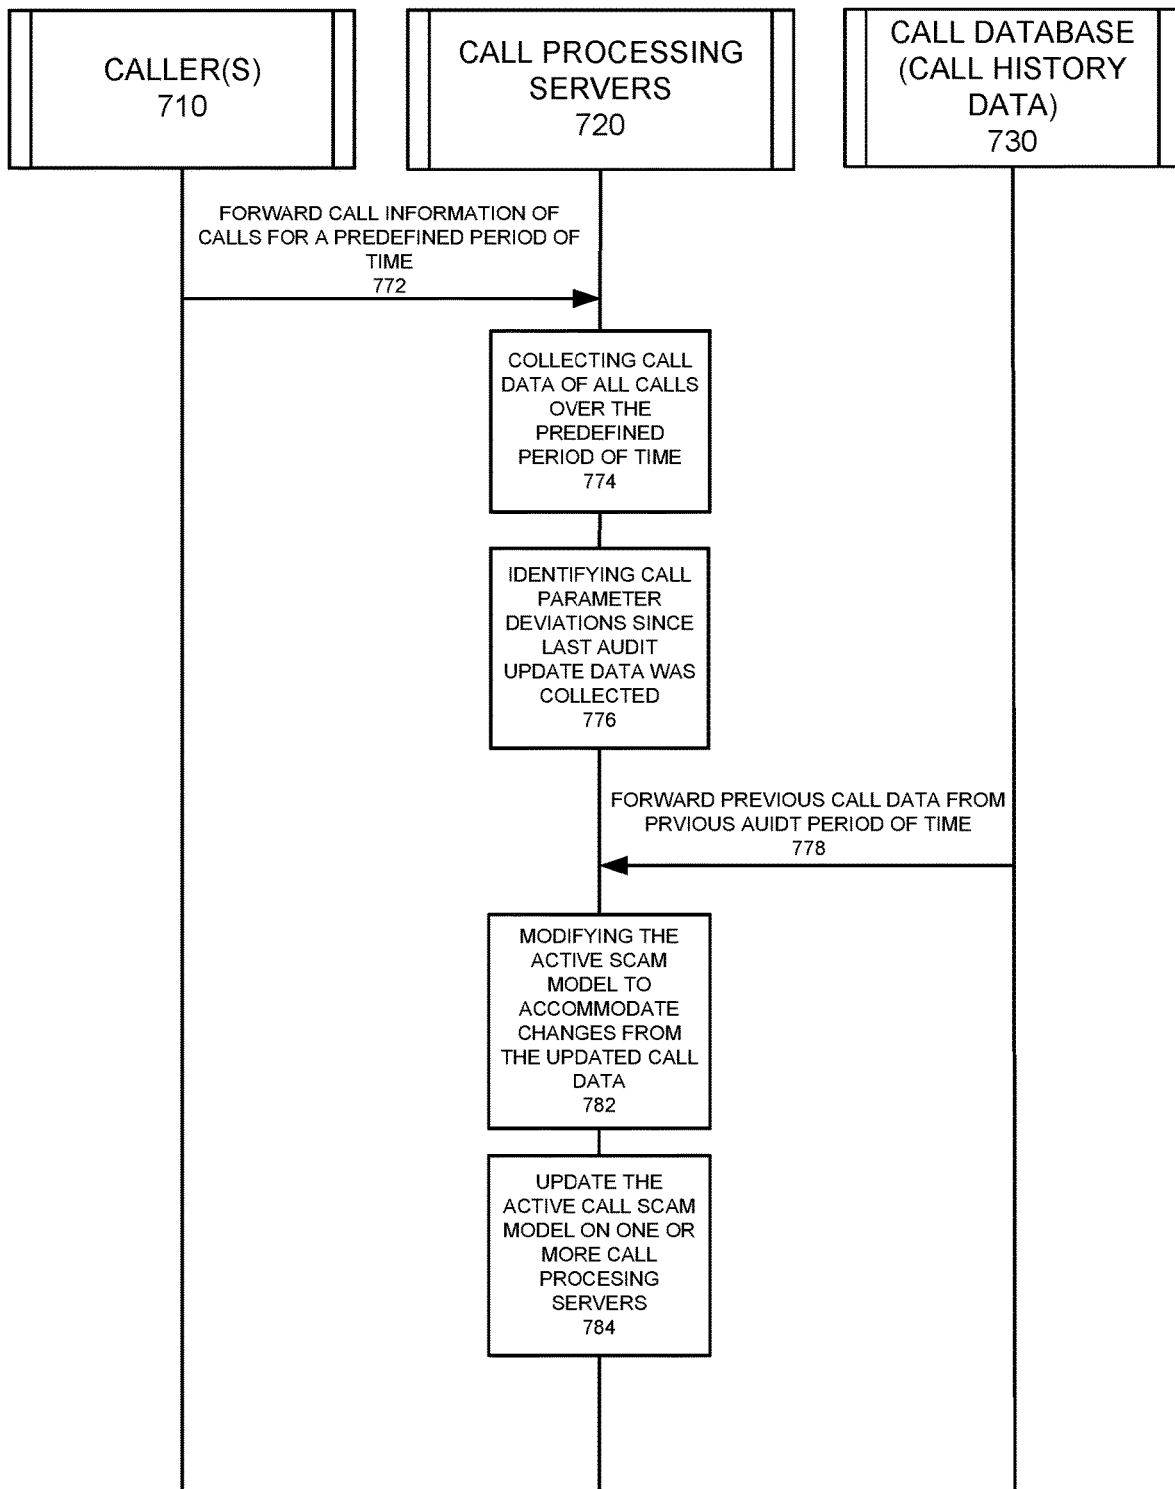 CALLER(S)
710
CALL PROCESSING
SERVERS
720
CALL DATABASE
(CALL HISTORY
DATA)
730
FORWARD CALL INFORMATION OF
CALLS FOR A PREDEFINED PERIOD OF
TIME
772
COLLECTING CALL
DATA OF ALL CALLS
OVER THE
PREDEFINED
PERIOD OF TIME
774
IDENTIFYING CALL
PARAMETER
DEVIATIONS SINCE
LAST AUDIT
UPDATE DATA WAS
COLLECTED
776
FORWARD PREVIOUS CALL DATA FROM
PRVIOUS AUIDT PERIOD OF TIME
778
MODIFYING THE
ACTIVE SCAM
MODEL TO
ACCOMMODATE
CHANGES FROM
THE UPDATED CALL
DATA
782
UPDATE THE
ACTIVE CALL SCAM
MODEL ON ONE OR
MORE CALL
PROCESING
SERVERS
784